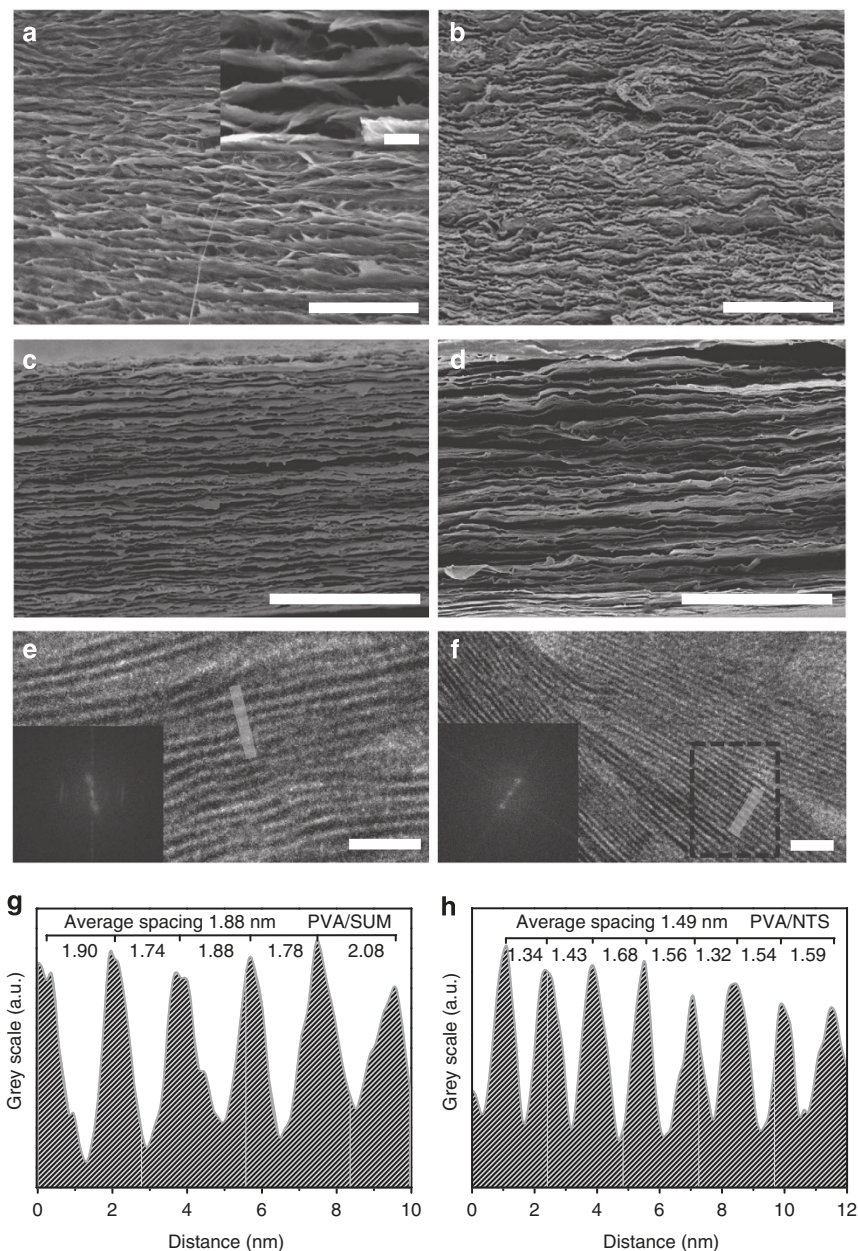 a
b
c
d
e
f
g
Average spacing 1.88 nm PVA/SUM
1.90 1.74 1.88 1.78 2.08
Grey scale (a.u.)
0 2 4 6 8 10
Distance (nm)
h
Average spacing 1.49 nm PVA/NTS
1.34 1.43 1.68 1.56 1.32 1.54 1.59
Grey scale (a.u.)
0 2 4 6 8 10 12
Distance (nm)